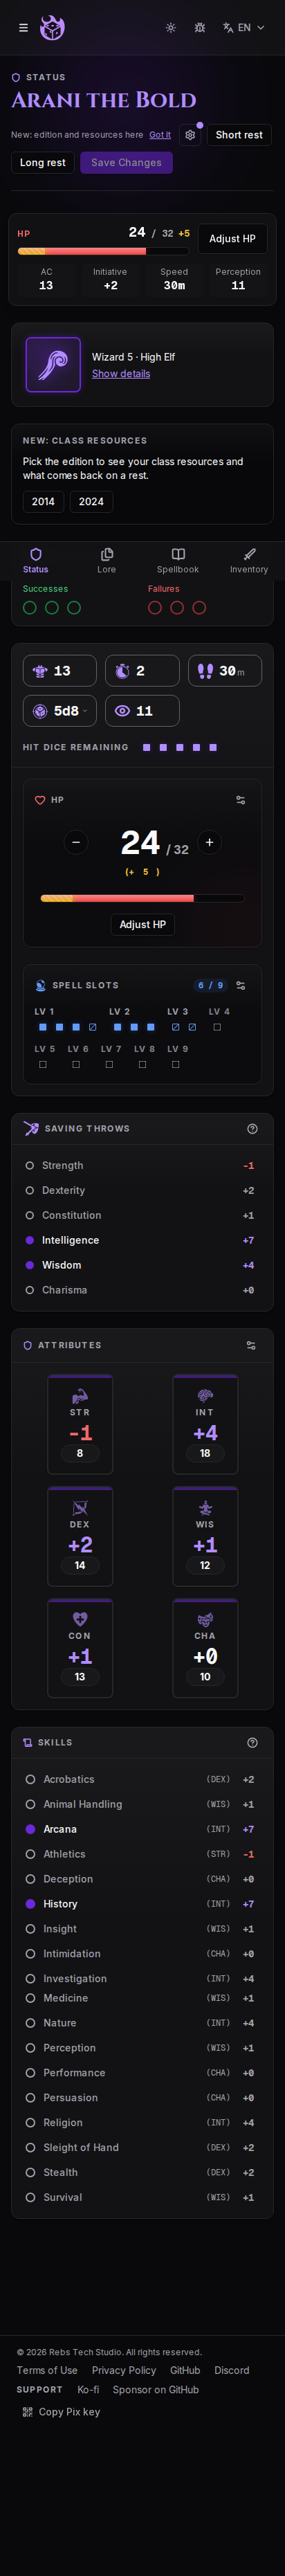 EN
STATUS
Arani the Bold
New: edition and resources here Got it
Short rest
Long rest
Save Changes
HP
24 / 32 +5
Adjust HP
AC
13
Initiative
+2
Speed
30m
Perception
11
Wizard 5 · High Elf
Show details
NEW: CLASS RESOURCES
Pick the edition to see your class resources and
what comes back on a rest.
2014
2024
Status
Lore
Spellbook
Inventory
Successes
Failures
13
2
30m
5d8
11
HIT DICE REMAINING
HP
24 / 32
(+ 5 )
Adjust HP
SPELL SLOTS
6 / 9
LV 1
LV 2
LV 3
LV 4
LV 5
LV 6
LV 7
LV 8
LV 9
SAVING THROWS
Strength -1
Dexterity +2
Constitution +1
Intelligence +7
Wisdom +4
Charisma +0
ATTRIBUTES
STR
-1
8
INT
+4
18
DEX
+2
14
WIS
+1
12
CON
+1
13
CHA
+0
10
SKILLS
Acrobatics (DEX) +2
Animal Handling (WIS) +1
Arcana (INT) +7
Athletics (STR) -1
Deception (CHA) +0
History (INT) +7
Insight (WIS) +1
Intimidation (CHA) +0
Investigation (INT) +4
Medicine (WIS) +1
Nature (INT) +4
Perception (WIS) +1
Performance (CHA) +0
Persuasion (CHA) +0
Religion (INT) +4
Sleight of Hand (DEX) +2
Stealth (DEX) +2
Survival (WIS) +1
© 2026 Rebs Tech Studio. All rights reserved.
Terms of Use Privacy Policy GitHub Discord
SUPPORT Ko-fi Sponsor on GitHub
Copy Pix key